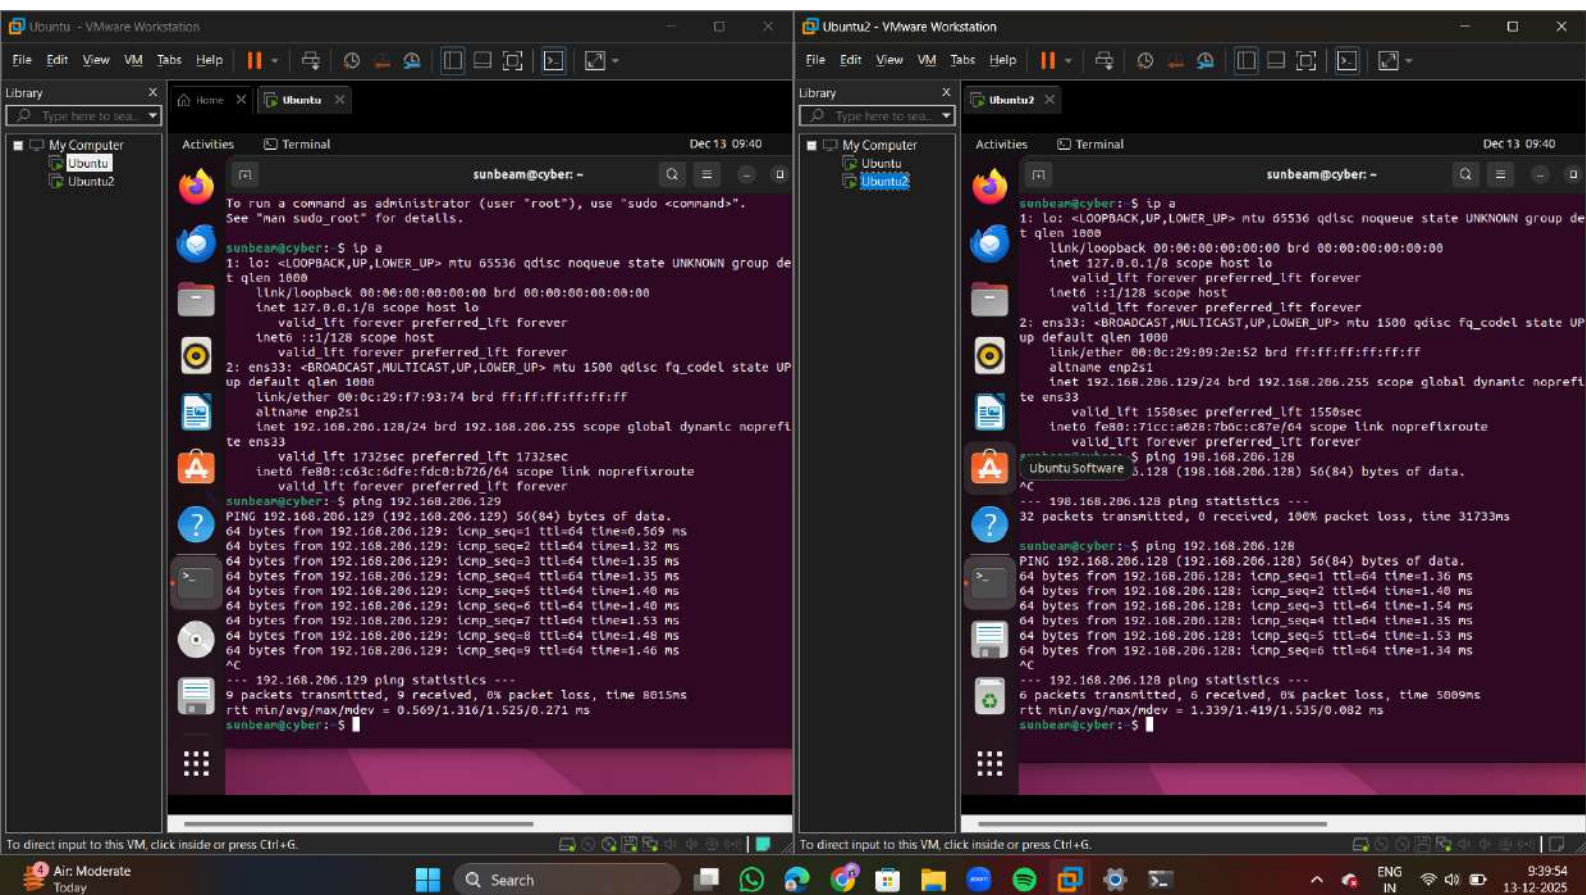 Ubuntu - VMware Workstation
File Edit View VM Tabs Help
Library
Type here to sea...
My Computer
Ubuntu
Ubuntu2
Home
Ubuntu
Activities
Terminal
Dec 13 09:40
sunbeam@cyber: ~
To run a command as administrator (user "root"), use "sudo <command>".
See "man sudo_root" for details.
sunbeam@cyber:~$ ip a
1: lo: <LOOPBACK,UP,LOWER_UP> mtu 65536 qdisc noqueue state UNKNOWN group de
t qlen 1000
link/loopback 00:00:00:00:00:00 brd 00:00:00:00:00:00
inet 127.0.0.1/8 scope host lo
valid_lft forever preferred_lft forever
inet6 ::1/128 scope host
valid_lft forever preferred_lft forever
2: ens33: <BROADCAST,MULTICAST,UP,LOWER_UP> mtu 1500 qdisc fq_codel state UP
up default qlen 1000
link/ether 00:0c:29:f7:93:74 brd ff:ff:ff:ff:ff:ff
altname enp2s1
inet 192.168.206.128/24 brd 192.168.206.255 scope global dynamic noprefi
te ens33
valid_lft 1732sec preferred_lft 1732sec
inet6 fe80::c63c:6dfe:fdc0:b726/64 scope link noprefixroute
valid_lft forever preferred_lft forever
sunbeam@cyber:~$ ping 192.168.206.129
PING 192.168.206.129 (192.168.206.129) 56(84) bytes of data.
64 bytes from 192.168.206.129: icmp_seq=1 ttl=64 time=0.569 ms
64 bytes from 192.168.206.129: icmp_seq=2 ttl=64 time=1.32 ms
64 bytes from 192.168.206.129: icmp_seq=3 ttl=64 time=1.35 ms
64 bytes from 192.168.206.129: icmp_seq=4 ttl=64 time=1.35 ms
64 bytes from 192.168.206.129: icmp_seq=5 ttl=64 time=1.40 ms
64 bytes from 192.168.206.129: icmp_seq=6 ttl=64 time=1.40 ms
64 bytes from 192.168.206.129: icmp_seq=7 ttl=64 time=1.53 ms
64 bytes from 192.168.206.129: icmp_seq=8 ttl=64 time=1.48 ms
64 bytes from 192.168.206.129: icmp_seq=9 ttl=64 time=1.46 ms
^C
--- 192.168.206.129 ping statistics ---
9 packets transmitted, 9 received, 0% packet loss, time 8015ms
rtt min/avg/max/mdev = 0.569/1.316/1.525/0.271 ms
sunbeam@cyber:~$
To direct input to this VM, click inside or press Ctrl+G.
Ubuntu2 - VMware Workstation
File Edit View VM Tabs Help
Library
Type here to sea...
My Computer
Ubuntu
Ubuntu2
Ubuntu2
Activities
Terminal
Dec 13 09:40
sunbeam@cyber: ~
sunbeam@cyber:~$ ip a
1: lo: <LOOPBACK,UP,LOWER_UP> mtu 65536 qdisc noqueue state UNKNOWN group de
t qlen 1000
link/loopback 00:00:00:00:00:00 brd 00:00:00:00:00:00
inet 127.0.0.1/8 scope host lo
valid_lft forever preferred_lft forever
inet6 ::1/128 scope host
valid_lft forever preferred_lft forever
2: ens33: <BROADCAST,MULTICAST,UP,LOWER_UP> mtu 1500 qdisc fq_codel state UP
up default qlen 1000
link/ether 00:0c:29:09:2e:52 brd ff:ff:ff:ff:ff:ff
altname enp2s1
inet 192.168.206.129/24 brd 192.168.206.255 scope global dynamic noprefi
te ens33
valid_lft 1550sec preferred_lft 1550sec
inet6 fe80::71cc:a028:7b6c:c87e/64 scope link noprefixroute
valid_lft forever preferred_lft forever
$ ping 198.168.206.128
Ubuntu Software
6.128 (198.168.206.128) 56(84) bytes of data.
^C
--- 198.168.206.128 ping statistics ---
32 packets transmitted, 0 received, 100% packet loss, time 31733ms
sunbeam@cyber:~$ ping 192.168.206.128
PING 192.168.206.128 (192.168.206.128) 56(84) bytes of data.
64 bytes from 192.168.206.128: icmp_seq=1 ttl=64 time=1.36 ms
64 bytes from 192.168.206.128: icmp_seq=2 ttl=64 time=1.40 ms
64 bytes from 192.168.206.128: icmp_seq=3 ttl=64 time=1.54 ms
64 bytes from 192.168.206.128: icmp_seq=4 ttl=64 time=1.35 ms
64 bytes from 192.168.206.128: icmp_seq=5 ttl=64 time=1.53 ms
64 bytes from 192.168.206.128: icmp_seq=6 ttl=64 time=1.34 ms
^C
--- 192.168.206.128 ping statistics ---
6 packets transmitted, 6 received, 0% packet loss, time 5009ms
rtt min/avg/max/mdev = 1.339/1.419/1.535/0.082 ms
sunbeam@cyber:~$
To direct input to this VM, click inside or press Ctrl+G.
4
Air: Moderate
Today
Search
zoom
ENG
IN
9:39:54
13-12-2025